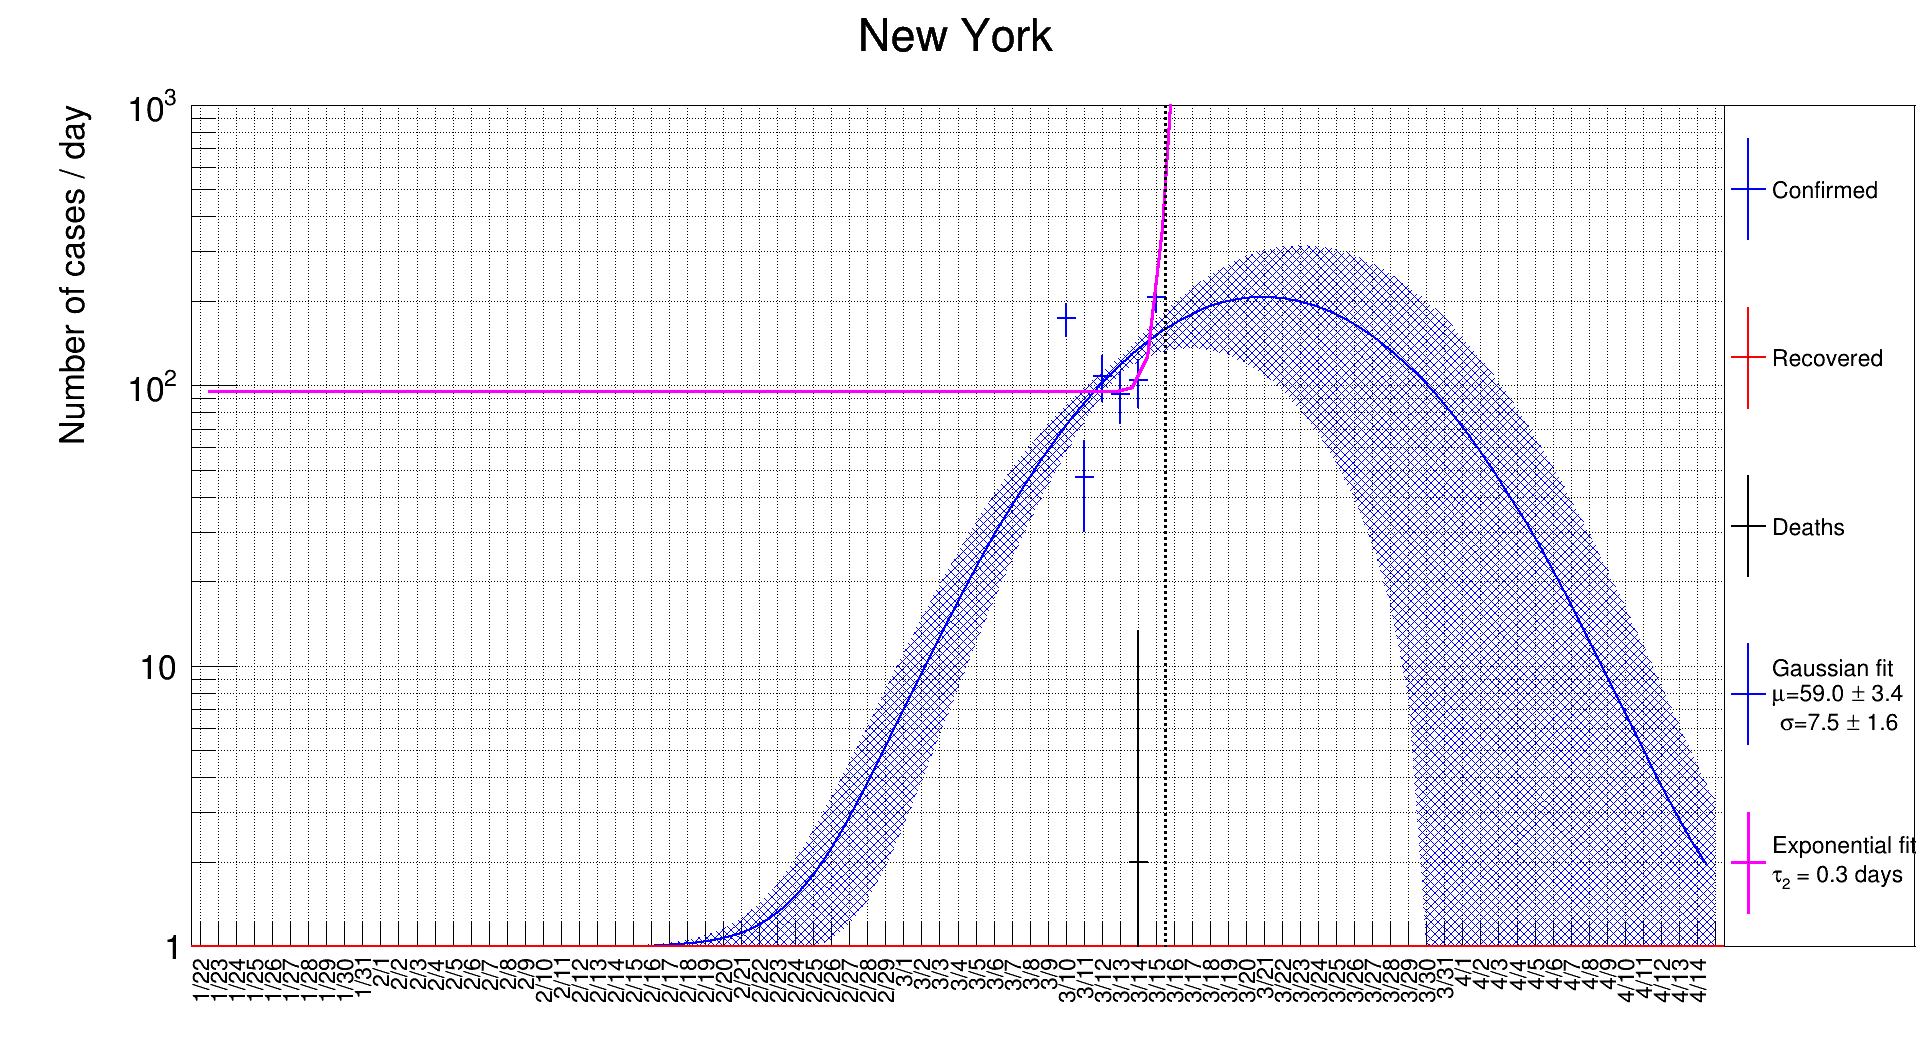 New York
Number of cases / day
10³
10²
10
1
1/22 1/23 1/24 1/25 1/26 1/27 1/28 1/29 1/30 1/31 2/1 2/2 2/3 2/4 2/5 2/6 2/7 2/8 2/9 2/10 2/11 2/12 2/13 2/14 2/15 2/16 2/17 2/18 2/19 2/20 2/21 2/22 2/23 2/24 2/25 2/26 2/27 2/28 2/29 3/1 3/2 3/3 3/4 3/5 3/6 3/7 3/8 3/9 3/10 3/11 3/12 3/13 3/14 3/15 3/16 3/17 3/18 3/19 3/20 3/21 3/22 3/23 3/24 3/25 3/26 3/27 3/28 3/29 3/30 3/31 4/1 4/2 4/3 4/4 4/5 4/6 4/7 4/8 4/9 4/10 4/11 4/12 4/13 4/14
Confirmed
Recovered
Deaths
Gaussian fit
μ=59.0 ± 3.4
σ=7.5 ± 1.6
Exponential fit
τ₂ = 0.3 days